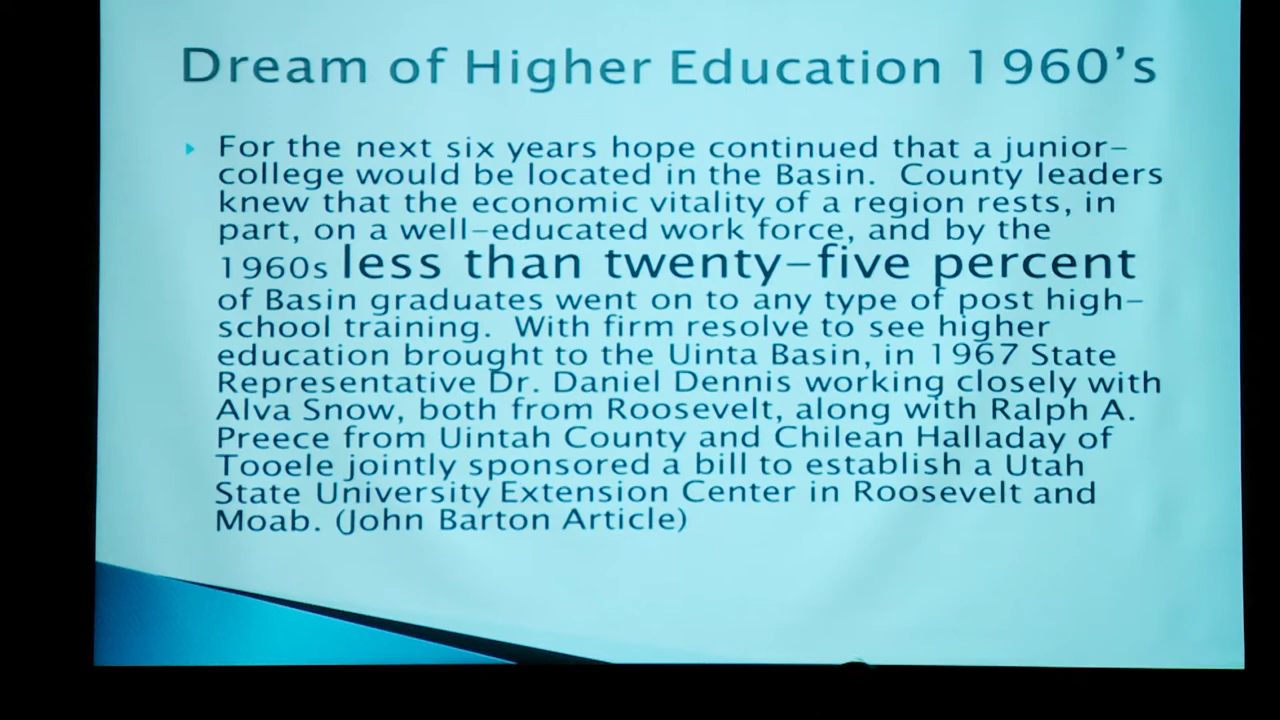 Dream of Higher Education 1960's
For the next six years hope continued that a junior-
college would be located in the Basin. County leaders
knew that the economic vitality of a region rests, in
part, on a well-educated work force, and by the
1960s less than twenty-five percent
of Basin graduates went on to any type of post high-
school training. With firm resolve to see higher
education brought to the Uinta Basin, in 1967 State
Representative Dr. Daniel Dennis working closely with
Alva Snow, both from Roosevelt, along with Ralph A.
Preece from Uintah County and Chilean Halladay of
Tooele jointly sponsored a bill to establish a Utah
State University Extension Center in Roosevelt and
Moab. (John Barton Article)